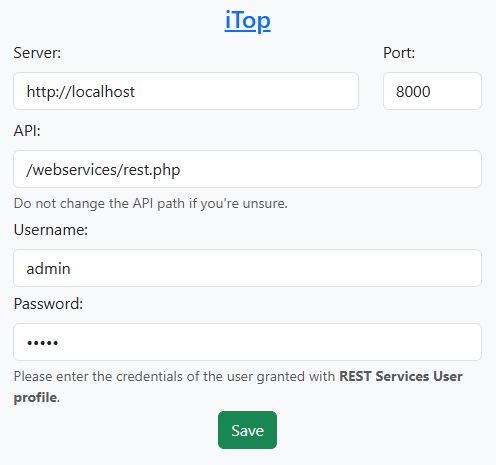 iTop
Server: Port:
http://localhost 8000
API:
/webservices/rest.php
Do not change the API path if you're unsure.
Username:
admin
Password:
•••••
Please enter the credentials of the user granted with REST Services User
profile.
Save